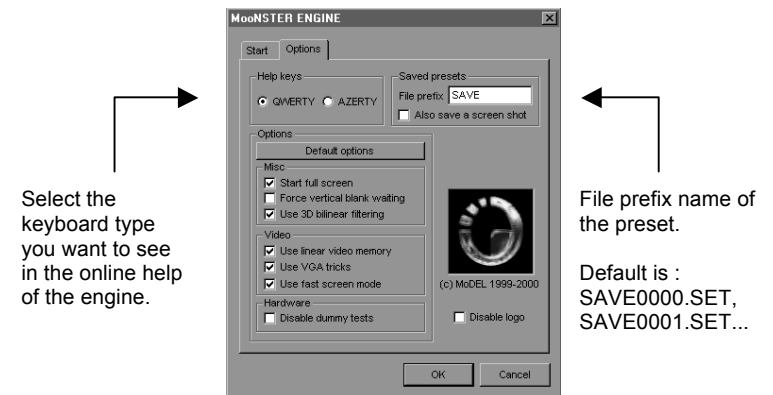 MooNSTER ENGINE
Start Options
Help keys
QWERTY AZERTY
Saved presets
File prefix SAVE
Also save a screen shot
Options
Default options
Misc
Start full screen
Force vertical blank waiting
Use 3D bilinear filtering
Video
Use linear video memory
Use VGA tricks
Use fast screen mode
Hardware
Disable dummy tests
(c) MoDEL 1999-2000
Disable logo
OK Cancel
Select the
keyboard type
you want to see
in the online help
of the engine.
File prefix name of
the preset.
Default is :
SAVE0000.SET,
SAVE0001.SET...